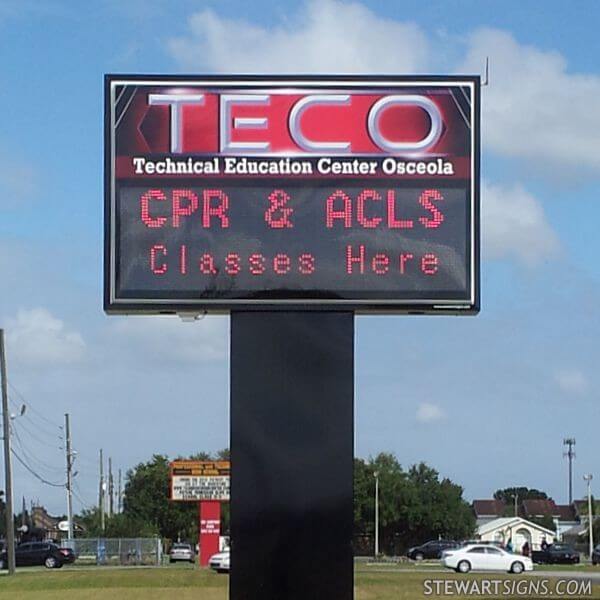 TECO
Technical Education Center Osceola
CPR & ACLS
Classes Here
STEWARTSIGNS.COM